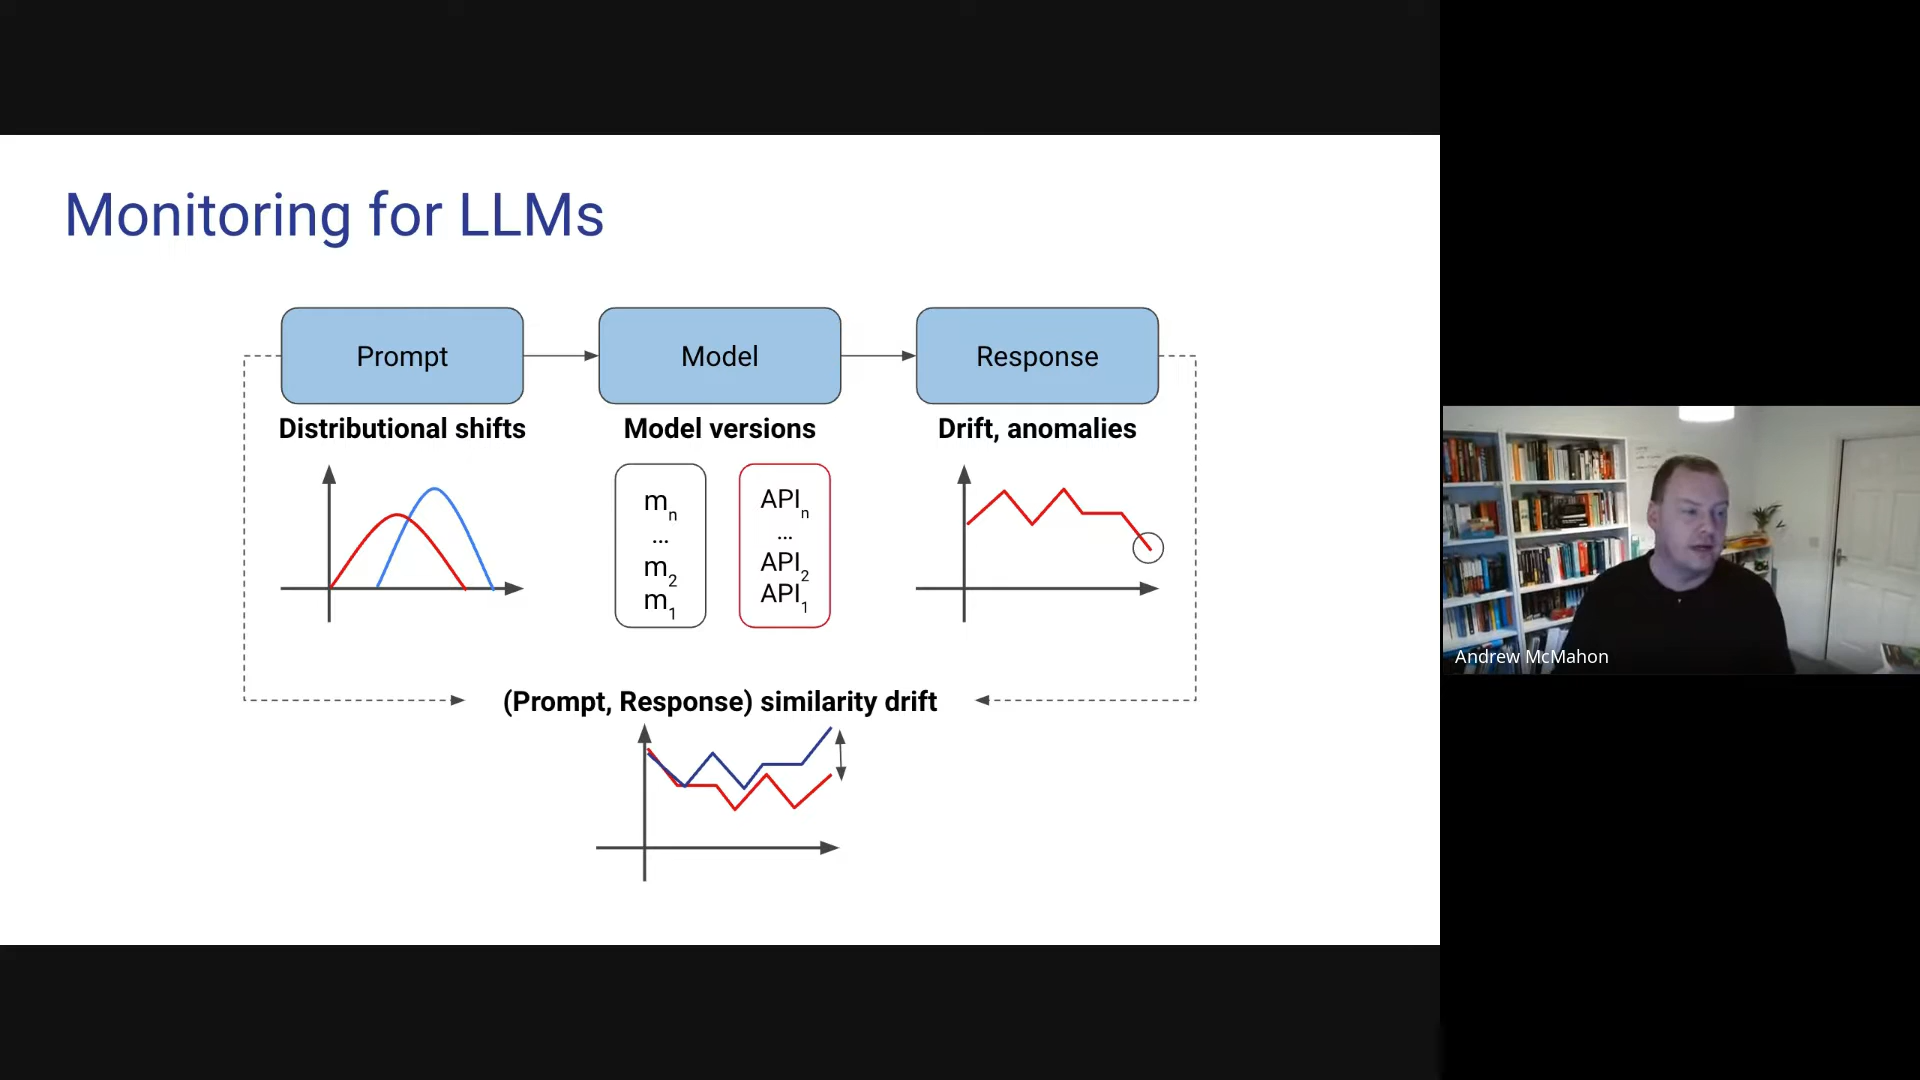 Monitoring for LLMs
Prompt
Model
Response
Distributional shifts
Model versions
Drift, anomalies
mn
...
m2
m1
APIn
...
API2
API1
(Prompt, Response) similarity drift
Andrew McMahon